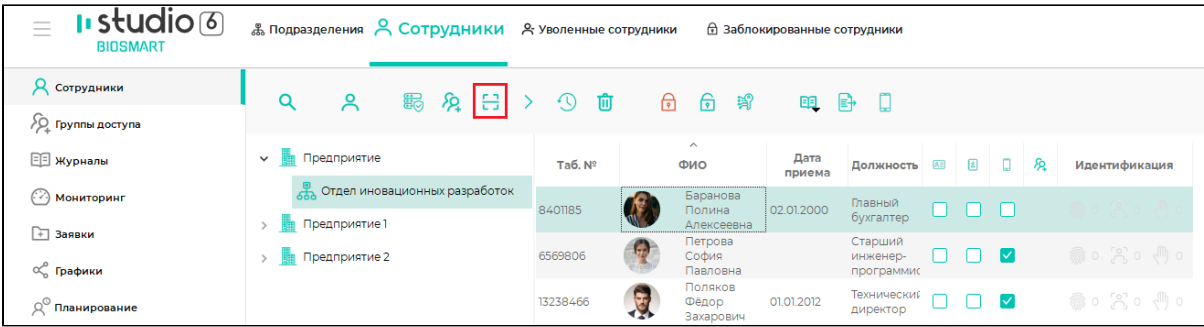 studio 6
BIOSMART
Подразделения Сотрудники Уволенные сотрудники Заблокированные сотрудники
Сотрудники
Группы доступа
Журналы
Мониторинг
Заявки
Графики
Планирование
Предприятие
Отдел иновационных разработок
Предприятие 1
Предприятие 2
Таб. № ФИО Дата приема Должность Идентификация
8401185 Баранова Полина Алексеевна 02.01.2000 Главный бухгалтер 0 0 0
6569806 Петрова София Павловна Старший инженер-программис 0 0 0
13238466 Поляков Фёдор Захарович 01.01.2012 Технический директор 0 0 0